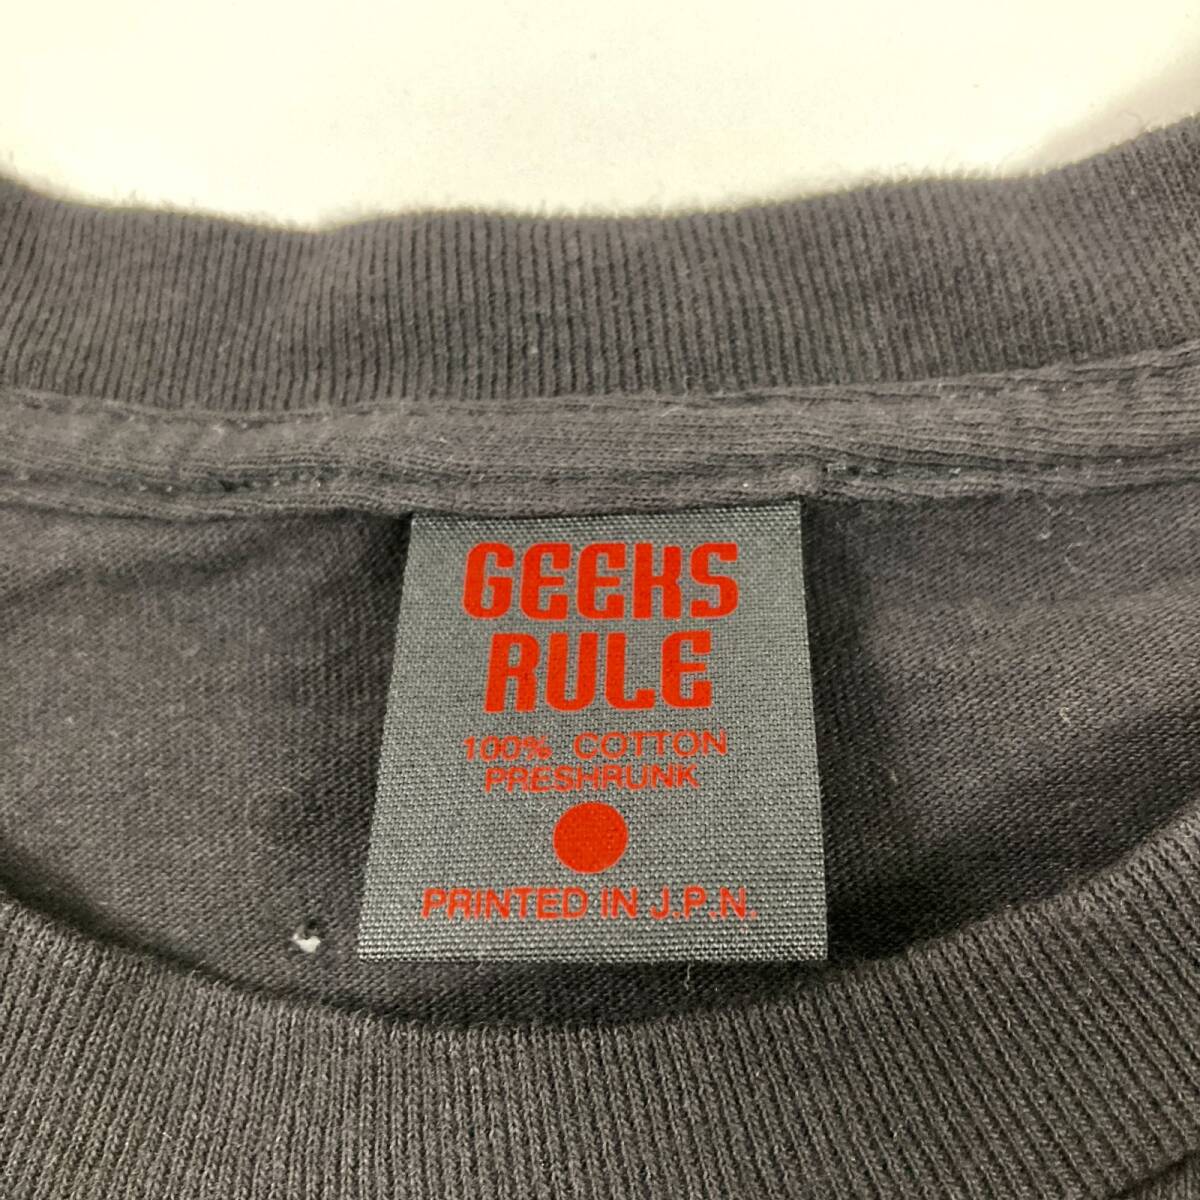 GEEKS
RULE
100% COTTON
PRESHRUNK
PRINTED IN J.P.N.